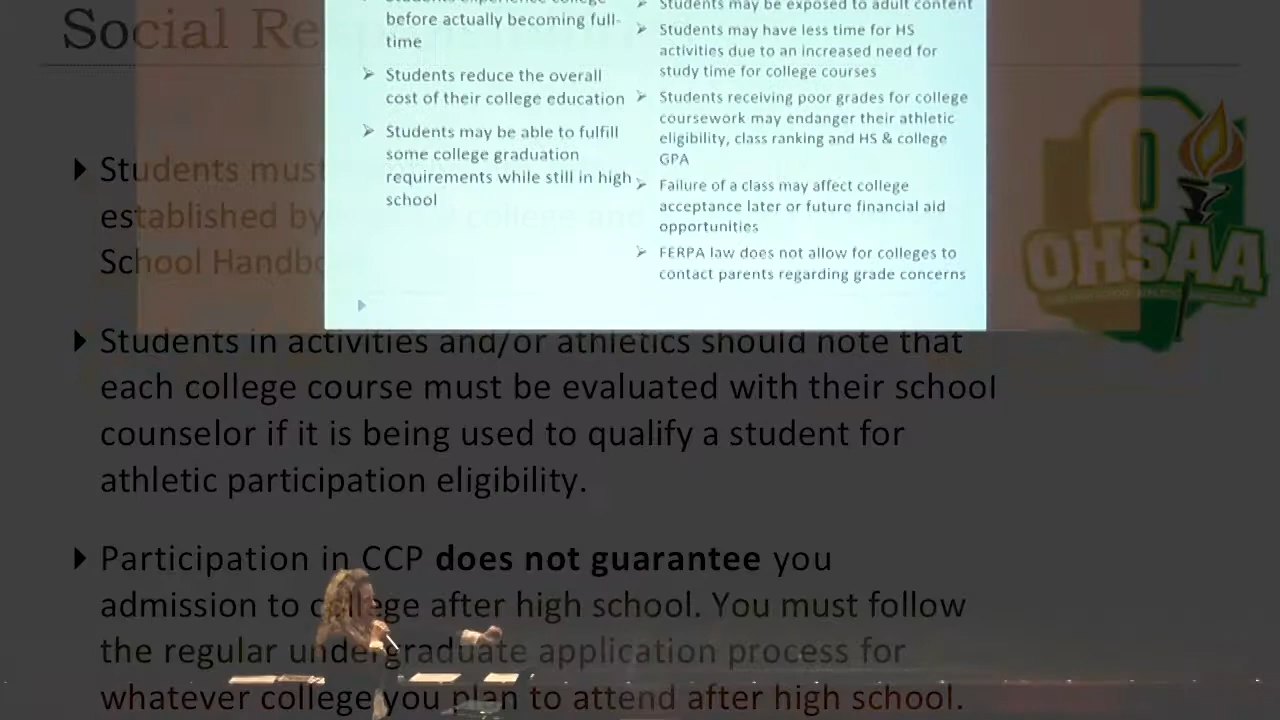 Social Re
before actually becoming full-
time
Students reduce the overall
cost of their college education
Students may be able to fulfill
some college graduation
requirements while still in high
school
Students may be exposed to adult content
Students may have less time for HS
activities due to an increased need for
study time for college courses
Students receiving poor grades for college
coursework may endanger their athletic
eligibility, class ranking and HS & college
GPA
Failure of a class may affect college
acceptance later or future financial aid
opportunities
FERPA law does not allow for colleges to
contact parents regarding grade concerns
OHSAA
Students must
established by college and
School Handbo
Students in activities and/or athletics should note that
each college course must be evaluated with their school
counselor if it is being used to qualify a student for
athletic participation eligibility.
Participation in CCP does not guarantee you
admission to college after high school. You must follow
the regular undergraduate application process for
whatever college you plan to attend after high school.